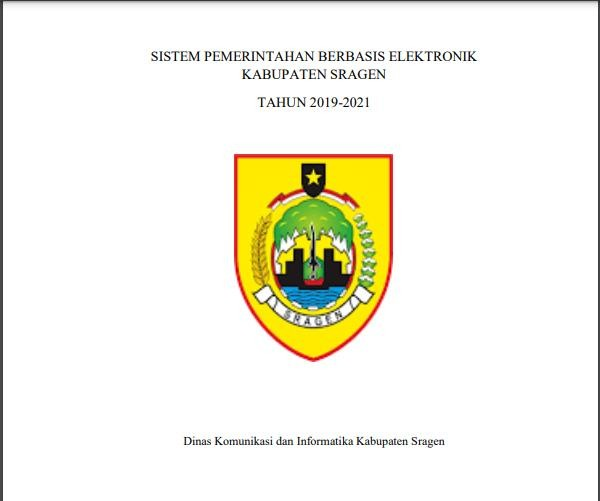 SISTEM PEMERINTAHAN BERBASIS ELEKTRONIK
KABUPATEN SRAGEN
TAHUN 2019-2021
SRAGEN
Dinas Komunikasi dan Informatika Kabupaten Sragen